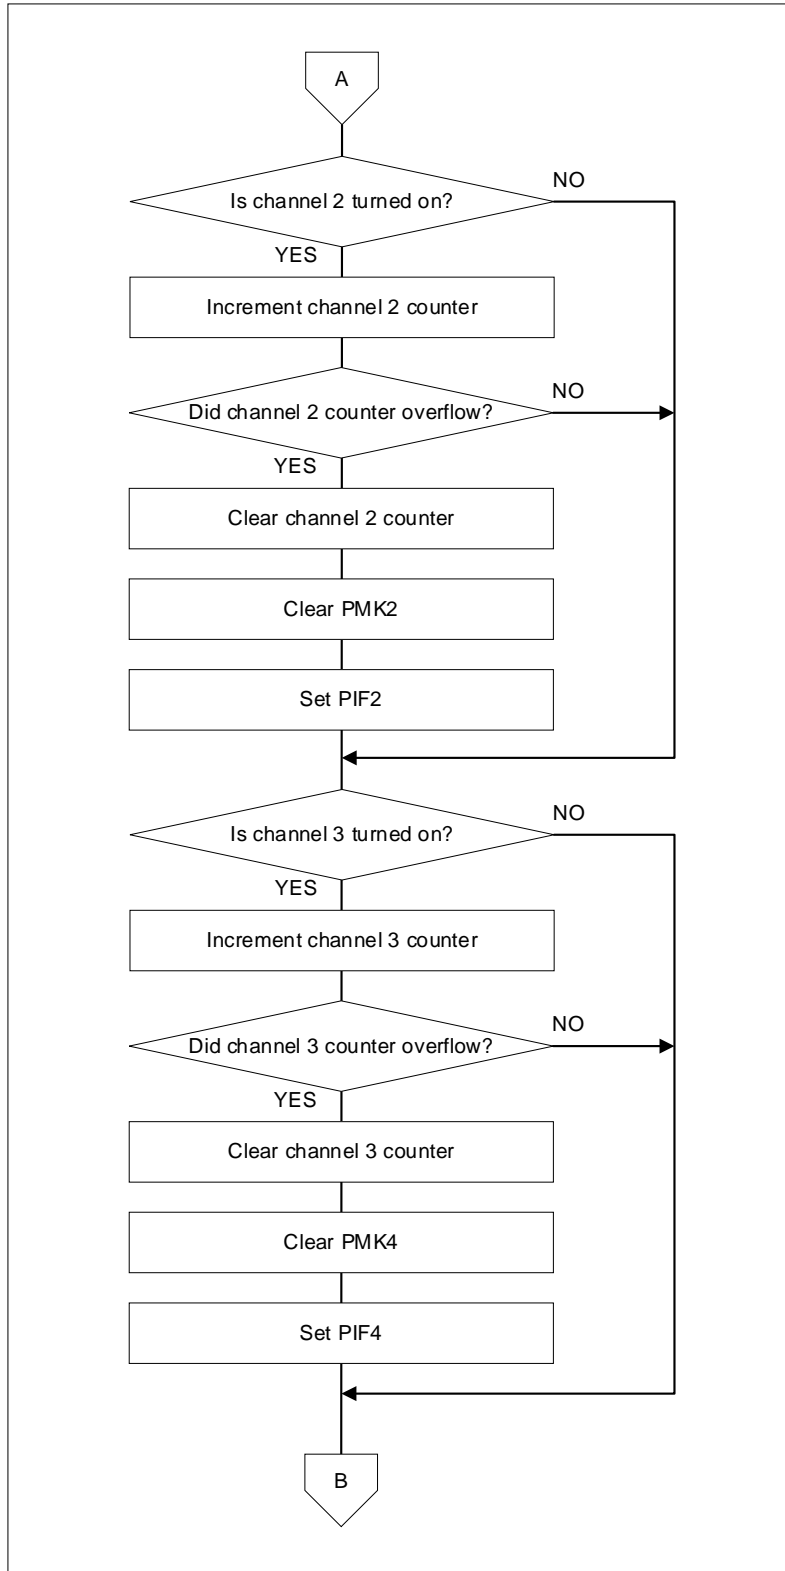 A
Is channel 2 turned on?
NO
YES
Increment channel 2 counter
Did channel 2 counter overflow?
NO
YES
Clear channel 2 counter
Clear PMK2
Set PIF2
Is channel 3 turned on?
NO
YES
Increment channel 3 counter
Did channel 3 counter overflow?
NO
YES
Clear channel 3 counter
Clear PMK4
Set PIF4
B